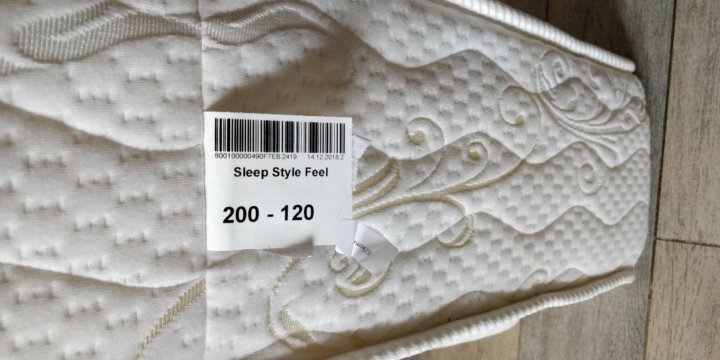 800100000490F7EB:2419 14.12.2018:2
Sleep Style Feel
200 - 120